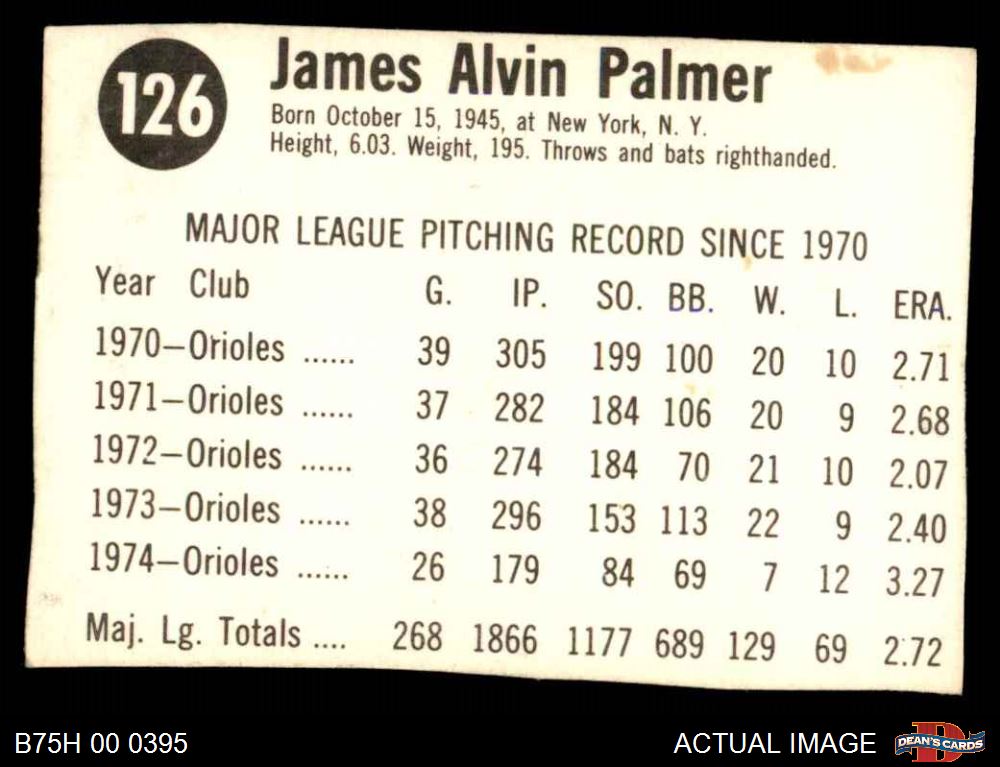 126
James Alvin Palmer
Born October 15, 1945, at New York, N. Y.
Height, 6.03. Weight, 195. Throws and bats righthanded.
MAJOR LEAGUE PITCHING RECORD SINCE 1970
Year Club G. IP. SO. BB. W. L. ERA.
1970—Orioles ...... 39 305 199 100 20 10 2.71
1971—Orioles ...... 37 282 184 106 20 9 2.68
1972—Orioles ...... 36 274 184 70 21 10 2.07
1973—Orioles ...... 38 296 153 113 22 9 2.40
1974—Orioles ...... 26 179 84 69 7 12 3.27
Maj. Lg. Totals .... 268 1866 1177 689 129 69 2.72
B75H 00 0395
ACTUAL IMAGE
D
DEAN'S CARDS